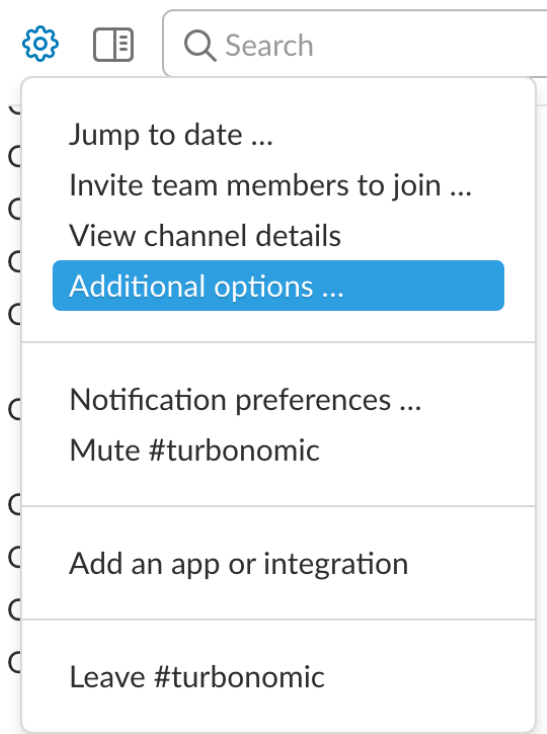 Search
Jump to date ...
Invite team members to join ...
View channel details
Additional options ...
Notification preferences ...
Mute #turbonomic
Add an app or integration
Leave #turbonomic